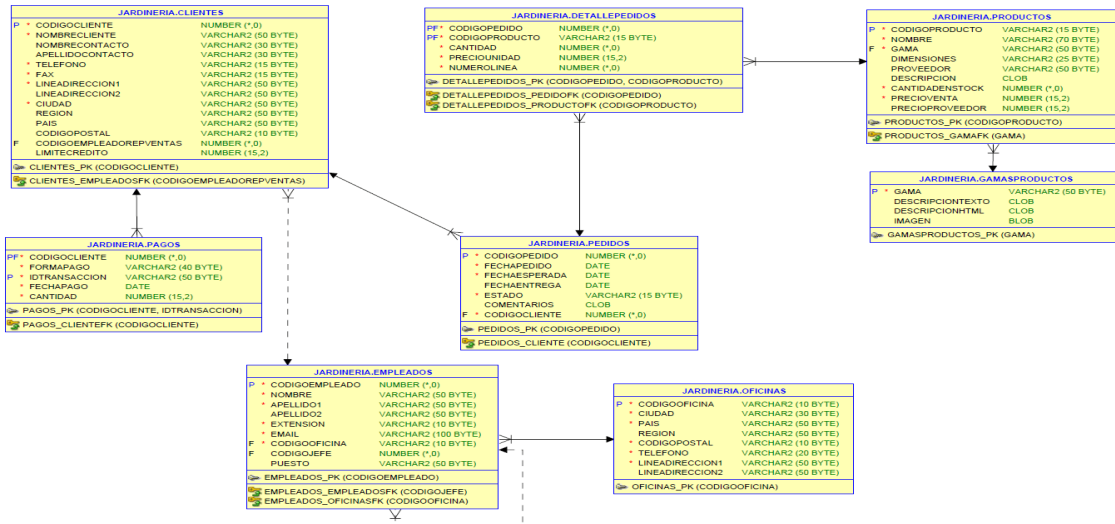 JARDINERIA.CLIENTES
P * CODIGOCLIENTE NUMBER (*,0)
* NOMBRECLIENTE VARCHAR2 (50 BYTE)
NOMBRECONTACTO VARCHAR2 (30 BYTE)
APELLIDOCONTACTO VARCHAR2 (30 BYTE)
* TELEFONO VARCHAR2 (15 BYTE)
* FAX VARCHAR2 (15 BYTE)
* LINEADIRECCION1 VARCHAR2 (50 BYTE)
LINEADIRECCION2 VARCHAR2 (50 BYTE)
* CIUDAD VARCHAR2 (50 BYTE)
REGION VARCHAR2 (50 BYTE)
PAIS VARCHAR2 (50 BYTE)
CODIGOPOSTAL VARCHAR2 (10 BYTE)
F CODIGOEMPLEADOREPVENTAS NUMBER (*,0)
LIMITECREDITO NUMBER (15,2)
CLIENTES_PK (CODIGOCLIENTE)
CLIENTES_EMPLEADOSFK (CODIGOEMPLEADOREPVENTAS)
JARDINERIA.DETALLEPEDIDOS
PF* CODIGOPEDIDO NUMBER (*,0)
PF* CODIGOPRODUCTO VARCHAR2 (15 BYTE)
* CANTIDAD NUMBER (*,0)
* PRECIOUNIDAD NUMBER (15,2)
* NUMEROLINEA NUMBER (*,0)
DETALLEPEDIDOS_PK (CODIGOPEDIDO, CODIGOPRODUCTO)
DETALLEPEDIDOS_PEDIDOFK (CODIGOPEDIDO)
DETALLEPEDIDOS_PRODUCTOFK (CODIGOPRODUCTO)
JARDINERIA.PRODUCTOS
P * CODIGOPRODUCTO VARCHAR2 (15 BYTE)
* NOMBRE VARCHAR2 (70 BYTE)
F * GAMA VARCHAR2 (50 BYTE)
DIMENSIONES VARCHAR2 (25 BYTE)
PROVEEDOR VARCHAR2 (50 BYTE)
DESCRIPCION CLOB
* CANTIDADENSTOCK NUMBER (*,0)
* PRECIOVENTA NUMBER (15,2)
PRECIOPROVEEDOR NUMBER (15,2)
PRODUCTOS_PK (CODIGOPRODUCTO)
PRODUCTOS_GAMAFK (GAMA)
JARDINERIA.GAMASPRODUCTOS
P * GAMA VARCHAR2 (50 BYTE)
DESCRIPCIONTEXTO CLOB
DESCRIPCIONHTML CLOB
IMAGEN BLOB
GAMASPRODUCTOS_PK (GAMA)
JARDINERIA.PAGOS
PF* CODIGOCLIENTE NUMBER (*,0)
* FORMAPAGO VARCHAR2 (40 BYTE)
P * IDTRANSACCION VARCHAR2 (50 BYTE)
* FECHAPAGO DATE
* CANTIDAD NUMBER (15,2)
PAGOS_PK (CODIGOCLIENTE, IDTRANSACCION)
PAGOS_CLIENTEFK (CODIGOCLIENTE)
JARDINERIA.PEDIDOS
P * CODIGOPEDIDO NUMBER (*,0)
* FECHAPEDIDO DATE
* FECHAESPERADA DATE
FECHAENTREGA DATE
* ESTADO VARCHAR2 (15 BYTE)
COMENTARIOS CLOB
F * CODIGOCLIENTE NUMBER (*,0)
PEDIDOS_PK (CODIGOPEDIDO)
PEDIDOS_CLIENTE (CODIGOCLIENTE)
JARDINERIA.EMPLEADOS
P * CODIGOEMPLEADO NUMBER (*,0)
* NOMBRE VARCHAR2 (50 BYTE)
* APELLIDO1 VARCHAR2 (50 BYTE)
APELLIDO2 VARCHAR2 (50 BYTE)
* EXTENSION VARCHAR2 (10 BYTE)
* EMAIL VARCHAR2 (100 BYTE)
F * CODIGOOFICINA VARCHAR2 (10 BYTE)
F CODIGOJEFE NUMBER (*,0)
PUESTO VARCHAR2 (50 BYTE)
EMPLEADOS_PK (CODIGOEMPLEADO)
EMPLEADOS_EMPLEADOSFK (CODIGOJEFE)
EMPLEADOS_OFICINASFK (CODIGOOFICINA)
JARDINERIA.OFICINAS
P * CODIGOOFICINA VARCHAR2 (10 BYTE)
* CIUDAD VARCHAR2 (30 BYTE)
* PAIS VARCHAR2 (50 BYTE)
REGION VARCHAR2 (50 BYTE)
* CODIGOPOSTAL VARCHAR2 (10 BYTE)
* TELEFONO VARCHAR2 (20 BYTE)
* LINEADIRECCION1 VARCHAR2 (50 BYTE)
LINEADIRECCION2 VARCHAR2 (50 BYTE)
OFICINAS_PK (CODIGOOFICINA)